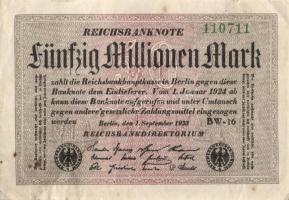 REICHSBANKNOTE
110711
Fünfzig Millionen Mark
zahlt die Reichsbankhauptkasse in Berlin gegen diese
Banknote dem Einlieferer. Vom 1. Januar 1924 ab
kann diese Banknote aufgerufen und unter Umtausch
gegen andere gesetzliche Zahlungsmittel eingezogen
werden
BW-16
Berlin, den 1. September 1923
REICHSBANKDIREKTORIUM